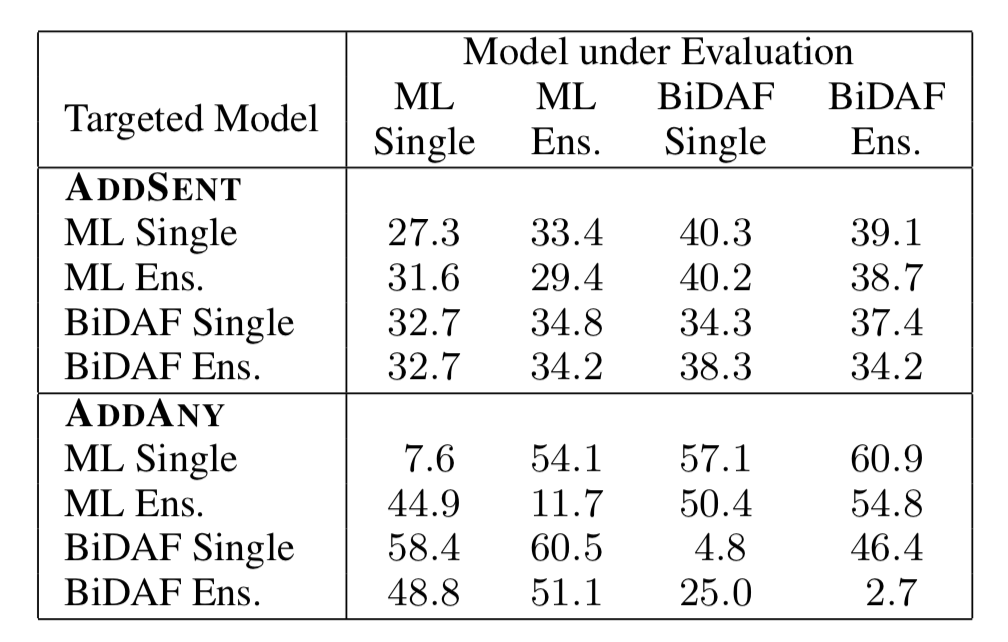 Model under Evaluation
Targeted Model ML Single ML Ens. BiDAF Single BiDAF Ens.
ADDSENT
ML Single 27.3 33.4 40.3 39.1
ML Ens. 31.6 29.4 40.2 38.7
BiDAF Single 32.7 34.8 34.3 37.4
BiDAF Ens. 32.7 34.2 38.3 34.2
ADDANY
ML Single 7.6 54.1 57.1 60.9
ML Ens. 44.9 11.7 50.4 54.8
BiDAF Single 58.4 60.5 4.8 46.4
BiDAF Ens. 48.8 51.1 25.0 2.7